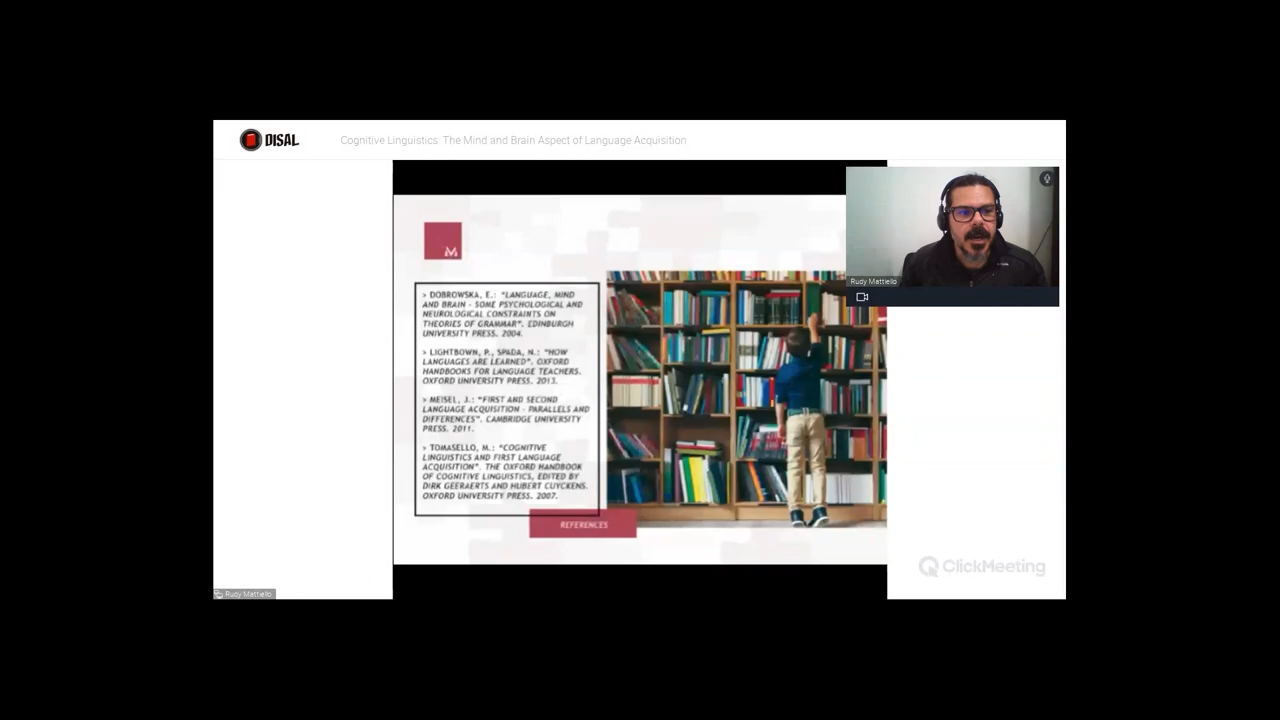 DISAL
Cognitive Linguistics: The Mind and Brain Aspect of Language Acquisition
Rudy Mattiello
M
> DOBROWSKA, E.: "LANGUAGE, MIND
AND BRAIN - SOME PSYCHOLOGICAL AND
NEUROLOGICAL CONSTRAINTS ON
THEORIES OF GRAMMAR". EDINBURGH
UNIVERSITY PRESS. 2004.
> LIGHTBOWN, P., SPADA, N.: "HOW
LANGUAGES ARE LEARNED". OXFORD
HANDBOOKS FOR LANGUAGE TEACHERS.
OXFORD UNIVERSITY PRESS. 2013.
> MEISEL, J.: "FIRST AND SECOND
LANGUAGE ACQUISITION - PARALLELS AND
DIFFERENCES". CAMBRIDGE UNIVERSITY
PRESS. 2011.
> TOMASELLO, M.: "COGNITIVE
LINGUISTICS AND FIRST LANGUAGE
ACQUISITION". THE OXFORD HANDBOOK
OF COGNITIVE LINGUISTICS, EDITED BY
DIRK GEERAERTS AND HUBERT CUYCKENS.
OXFORD UNIVERSITY PRESS. 2007.
REFERENCES
ClickMeeting
Rudy Mattiello